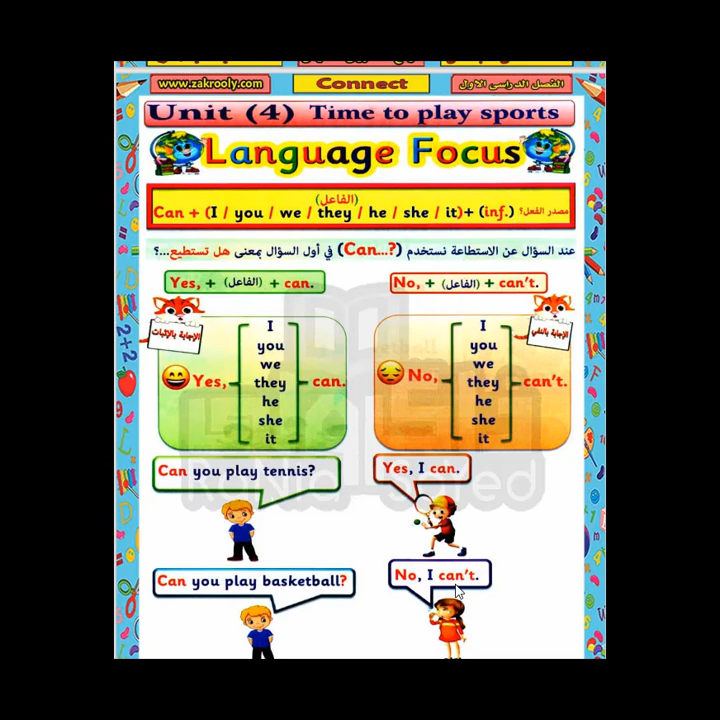 www.zakrooly.com Connect الفصل الدراسى الأول
Unit (4) Time to play sports
Language Focus
(الفاعل)
Can + (I / you / we / they / he / she / it)+ (inf.) مصدر الفعل؟
عند السؤال عن الاستطاعة نستخدم (Can...?) في أول السؤال بمعنى هل تستطيع...؟
Yes, + (الفاعل) + can.
No, + (الفاعل) + can't.
الإجابة بالإثبات
I
you
we
Yes, they can.
he
she
it
الإجابة بالنفي
I
you
we
No, they can't.
he
she
it
Can you play tennis?
Yes, I can.
Can you play basketball?
No, I can't.
2+2